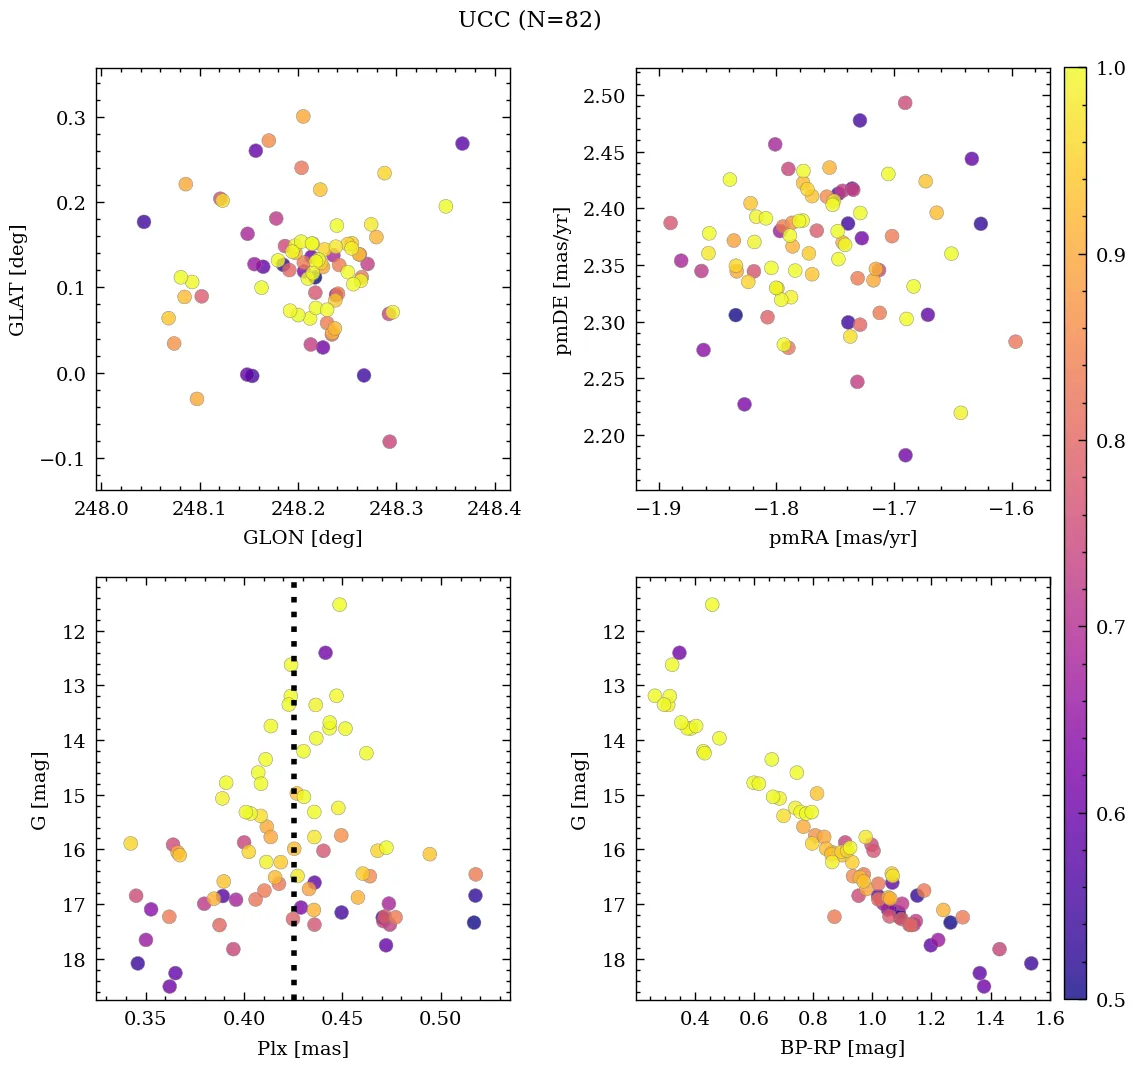 UCC (N=82)
0.3
0.2
0.1
0.0
−0.1
GLAT [deg]
248.0 248.1 248.2 248.3 248.4
GLON [deg]
2.50
2.45
2.40
2.35
2.30
2.25
2.20
pmDE [mas/yr]
−1.9 −1.8 −1.7 −1.6
pmRA [mas/yr]
1.0
0.9
0.8
0.7
0.6
0.5
12
13
14
15
16
17
18
G [mag]
0.35 0.40 0.45 0.50
Plx [mas]
12
13
14
15
16
17
18
G [mag]
0.4 0.6 0.8 1.0 1.2 1.4 1.6
BP-RP [mag]